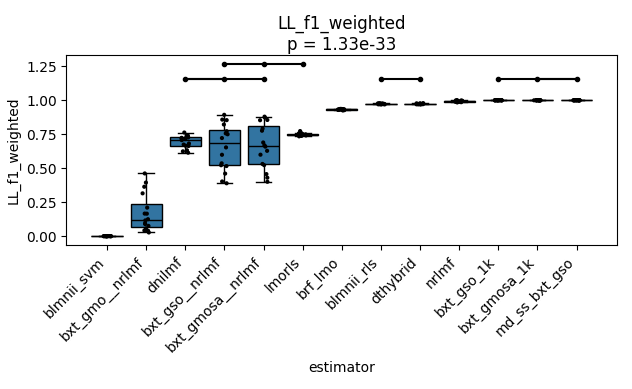 LL_f1_weighted
p = 1.33e-33
LL_f1_weighted
1.25
1.00
0.75
0.50
0.25
0.00
blmnii_svm
bxt_gmo__nrlmf
dnilmf
bxt_gso__nrlmf
bxt_gmosa__nrlmf
lmorls
brf_lmo
blmnii_rls
dthybrid
nrlmf
bxt_gso_1k
bxt_gmosa_1k
md_ss_bxt_gso
estimator